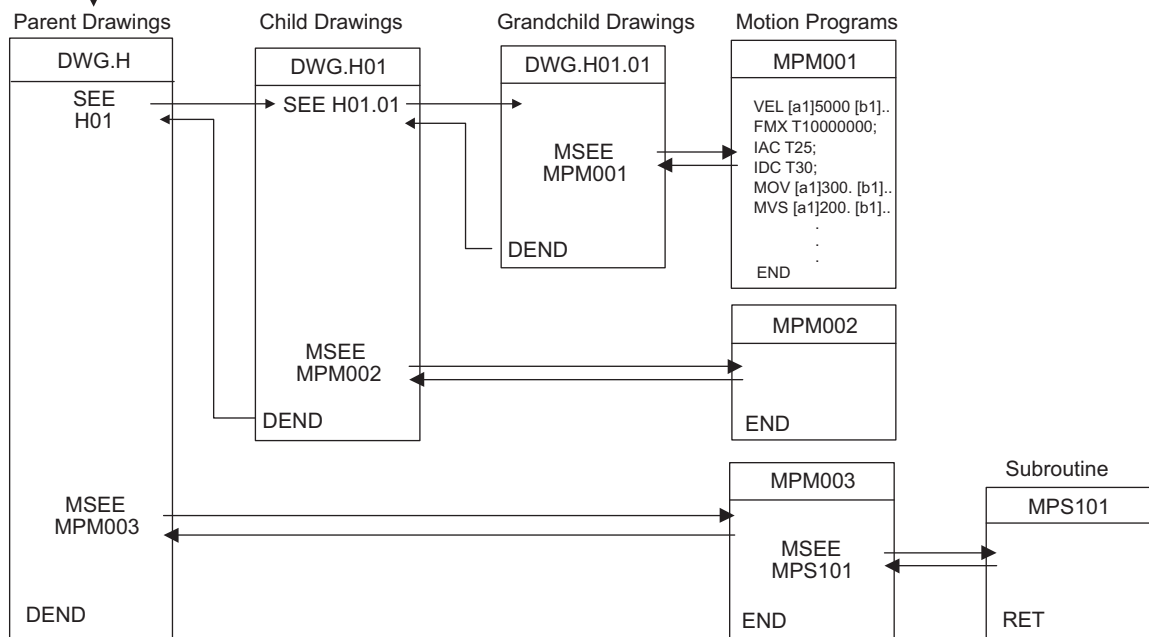 Parent Drawings
Child Drawings
Grandchild Drawings
Motion Programs
DWG.H
SEE
H01
MSEE
MPM003
DEND
DWG.H01
SEE H01.01
MSEE
MPM002
DEND
DWG.H01.01
MSEE
MPM001
DEND
MPM001
VEL [a1]5000 [b1]..
FMX T10000000;
IAC T25;
IDC T30;
MOV [a1]300. [b1]..
MVS [a1]200. [b1]..
.
.
.
END
MPM002
END
MPM003
MSEE
MPS101
END
Subroutine
MPS101
RET